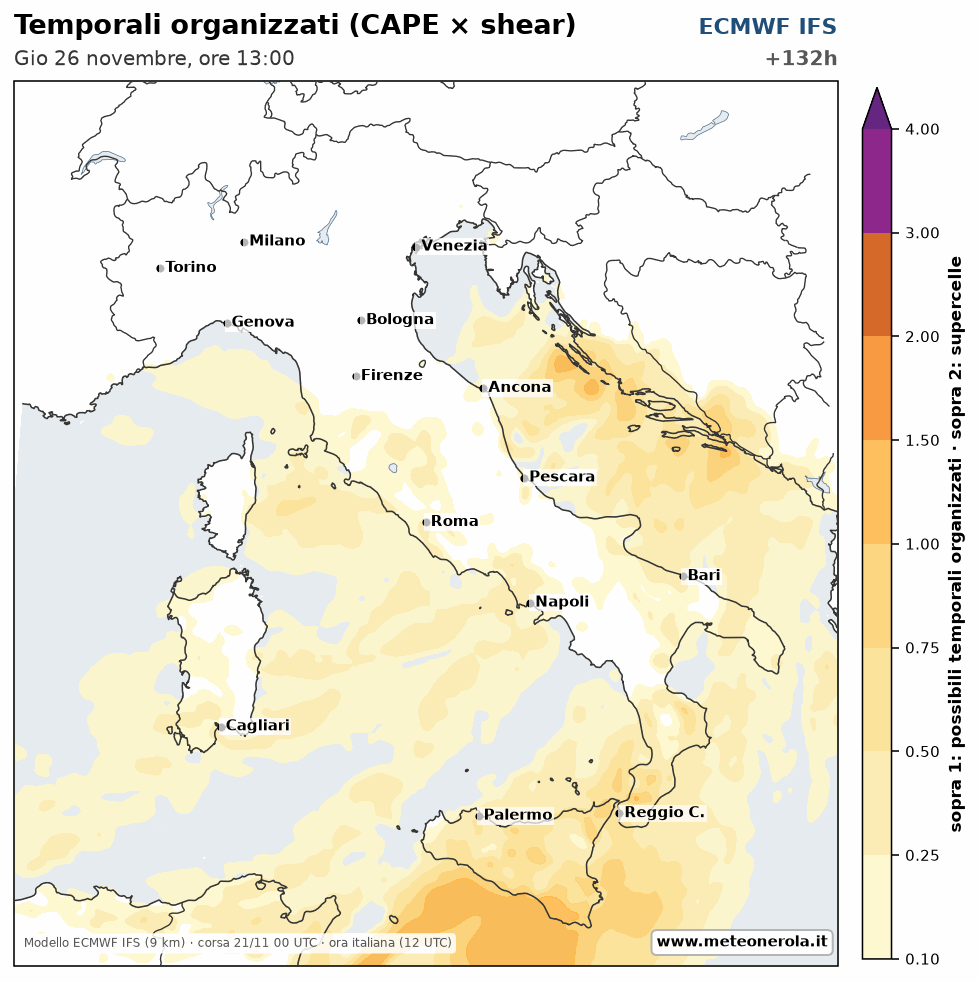 Temporali organizzati (CAPE × shear)
ECMWF IFS
Gio 26 novembre, ore 13:00
+132h
Milano
Venezia
Torino
Genova
Bologna
Firenze
Ancona
Pescara
Roma
Bari
Napoli
Cagliari
Palermo
Reggio C.
4.00
3.00
2.00
1.50
1.00
0.75
0.50
0.25
0.10
sopra 1: possibili temporali organizzati · sopra 2: supercelle
Modello ECMWF IFS (9 km) · corsa 21/11 00 UTC · ora italiana (12 UTC)
www.meteonerola.it